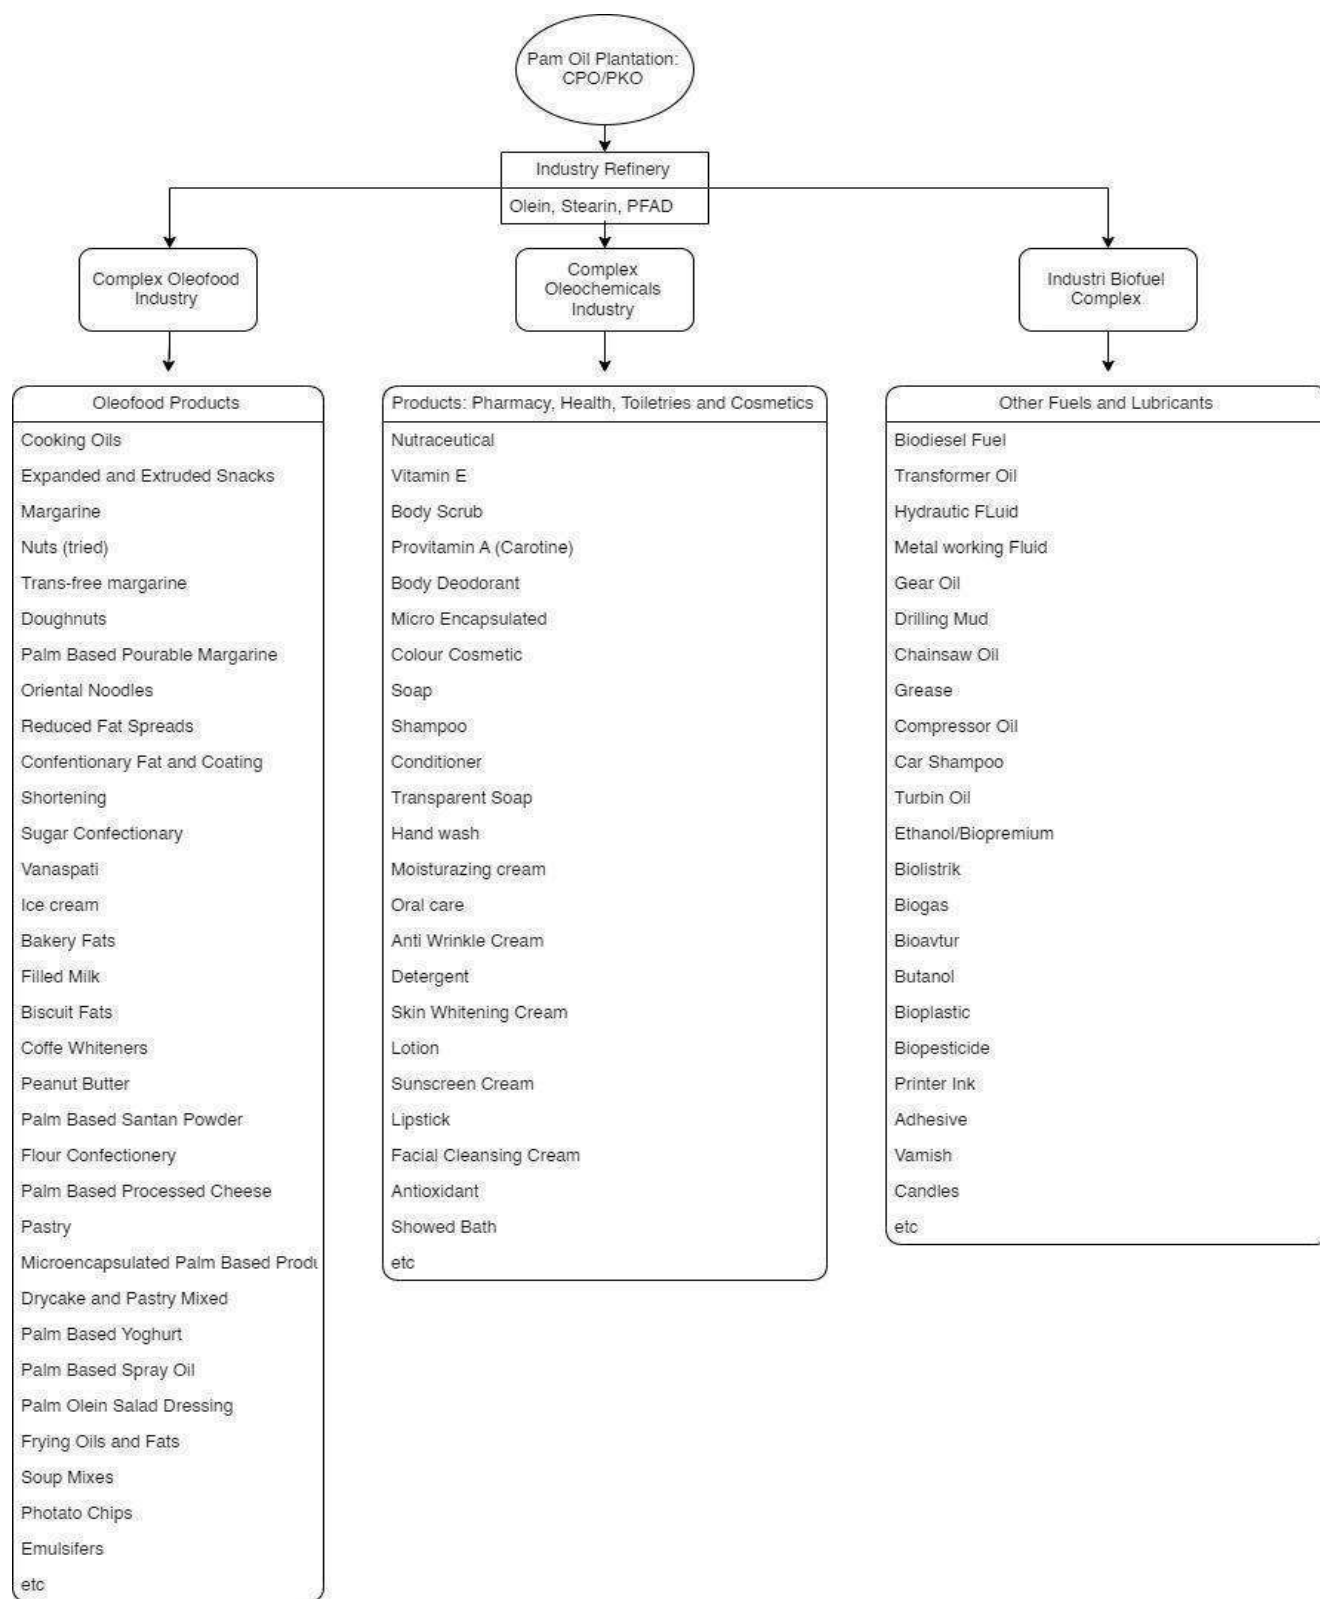 Pam Oil Plantation:
CPO/PKO
Industry Refinery
Olein, Stearin, PFAD
Complex Oleofood
Industry
Complex
Oleochemicals
Industry
Industri Biofuel
Complex
Oleofood Products
Cooking Oils
Expanded and Extruded Snacks
Margarine
Nuts (tried)
Trans-free margarine
Doughnuts
Palm Based Pourable Margarine
Oriental Noodles
Reduced Fat Spreads
Confentionary Fat and Coating
Shortening
Sugar Confectionary
Vanaspati
Ice cream
Bakery Fats
Filled Milk
Biscuit Fats
Coffe Whiteners
Peanut Butter
Palm Based Santan Powder
Flour Confectionery
Palm Based Processed Cheese
Pastry
Microencapsulated Palm Based Produ
Drycake and Pastry Mixed
Palm Based Yoghurt
Palm Based Spray Oil
Palm Olein Salad Dressing
Frying Oils and Fats
Soup Mixes
Photato Chips
Emulsifers
etc
Products: Pharmacy, Health, Toiletries and Cosmetics
Nutraceutical
Vitamin E
Body Scrub
Provitamin A (Carotine)
Body Deodorant
Micro Encapsulated
Colour Cosmetic
Soap
Shampoo
Conditioner
Transparent Soap
Hand wash
Moisturazing cream
Oral care
Anti Wrinkle Cream
Detergent
Skin Whitening Cream
Lotion
Sunscreen Cream
Lipstick
Facial Cleansing Cream
Antioxidant
Showed Bath
etc
Other Fuels and Lubricants
Biodiesel Fuel
Transformer Oil
Hydrautic FLuid
Metal working Fluid
Gear Oil
Drilling Mud
Chainsaw Oil
Grease
Compressor Oil
Car Shampoo
Turbin Oil
Ethanol/Biopremium
Biolistrik
Biogas
Bioavtur
Butanol
Bioplastic
Biopesticide
Printer Ink
Adhesive
Vamish
Candles
etc